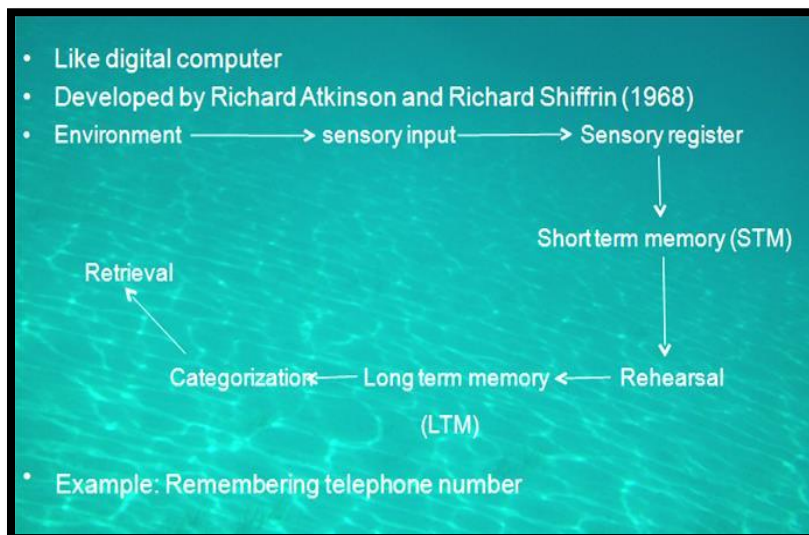 • Like digital computer
• Developed by Richard Atkinson and Richard Shiffrin (1968)
• Environment → sensory input → Sensory register
Short term memory (STM)
Retrieval
Categorization ← Long term memory ← Rehearsal
(LTM)
• Example: Remembering telephone number